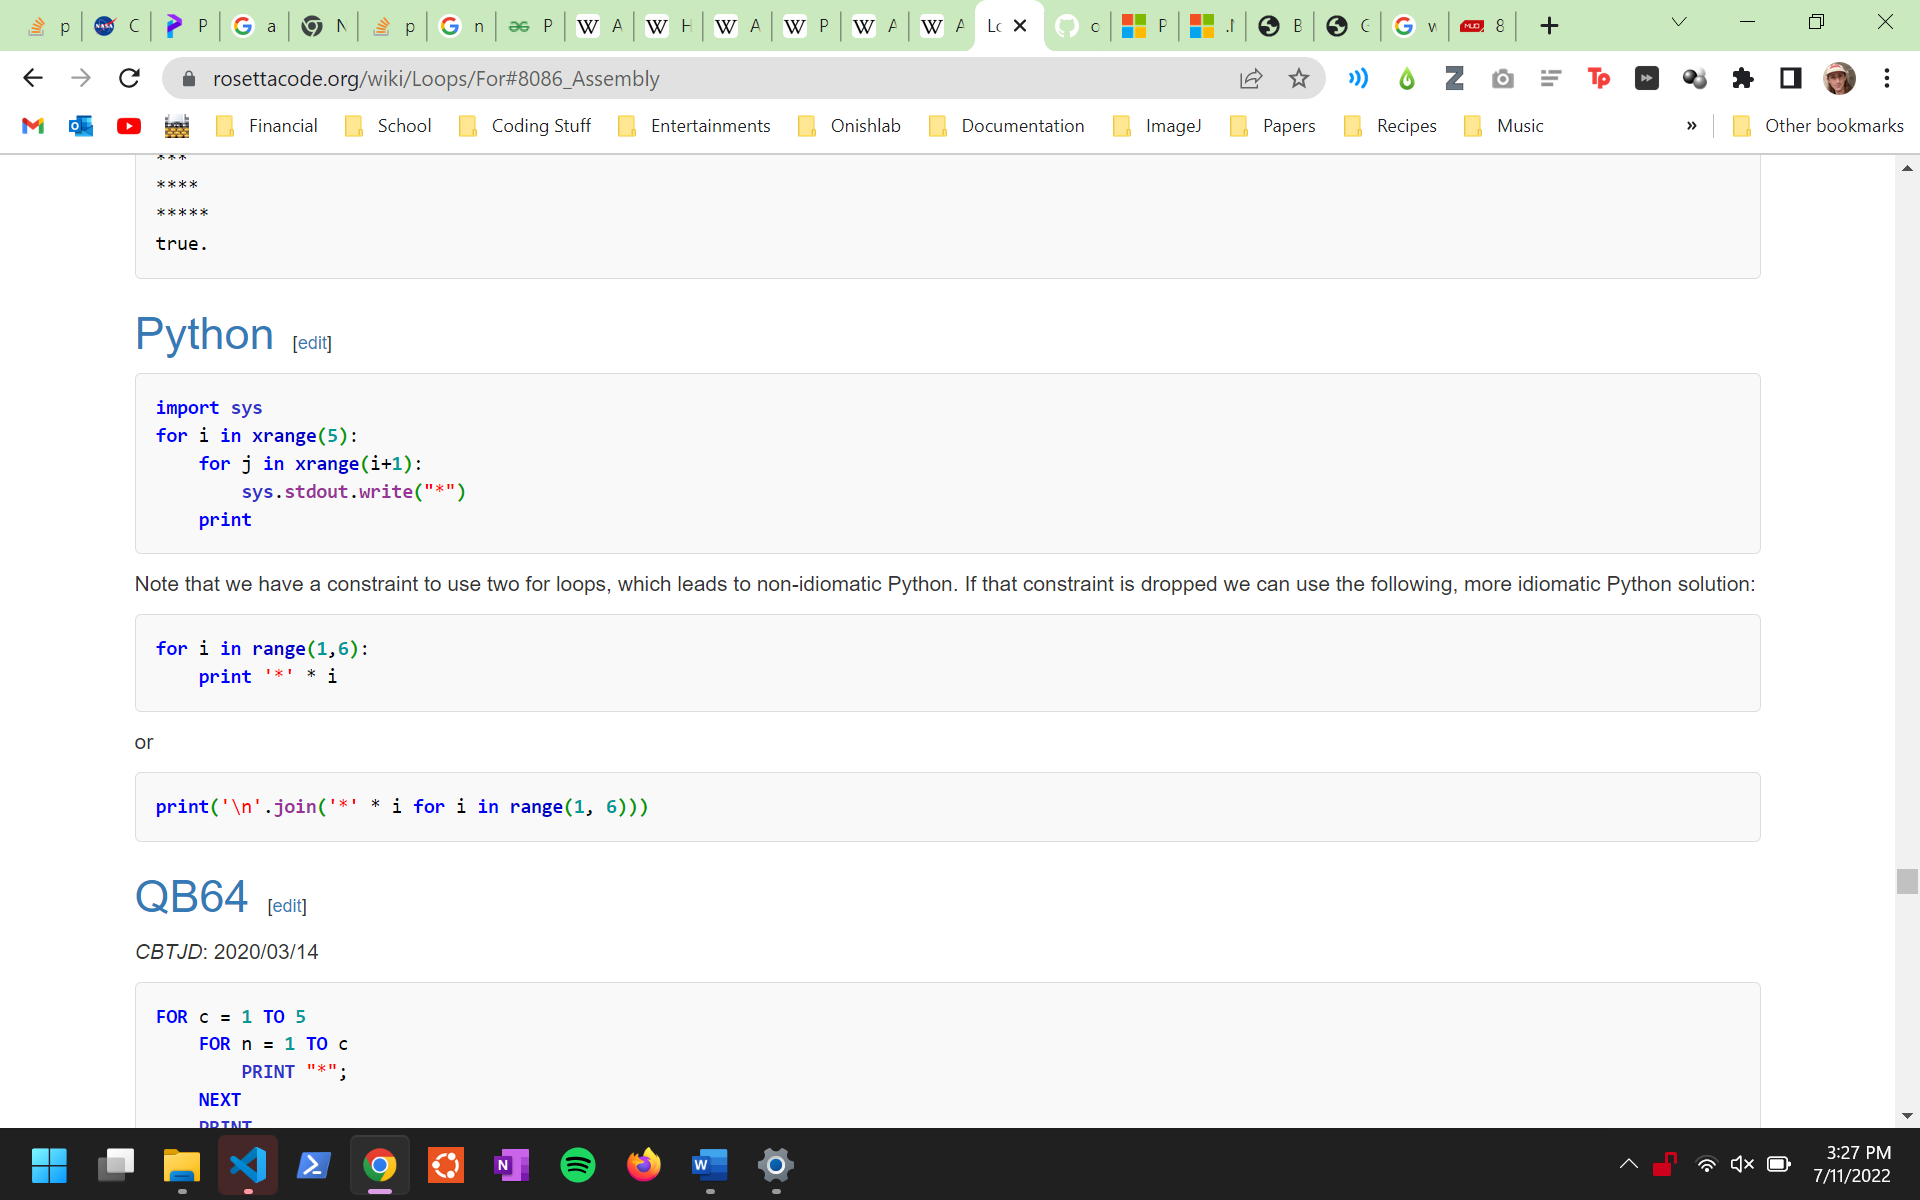 p
C
P
a
N
p
n
P
A
H
A
P
A
A
Lo
o
P
.N
B
G
w
8
rosettacode.org/wiki/Loops/For#8086_Assembly
Financial
School
Coding Stuff
Entertainments
Onishlab
Documentation
ImageJ
Papers
Recipes
Music
»
Other bookmarks
***
****
*****
true.
Python [edit]
import sys
for i in xrange(5):
    for j in xrange(i+1):
        sys.stdout.write("*")
    print
Note that we have a constraint to use two for loops, which leads to non-idiomatic Python. If that constraint is dropped we can use the following, more idiomatic Python solution:
for i in range(1,6):
    print '*' * i
or
print('\n'.join('*' * i for i in range(1, 6)))
QB64 [edit]
CBTJD: 2020/03/14
FOR c = 1 TO 5
    FOR n = 1 TO c
        PRINT "*";
    NEXT
    PRINT
3:27 PM
7/11/2022